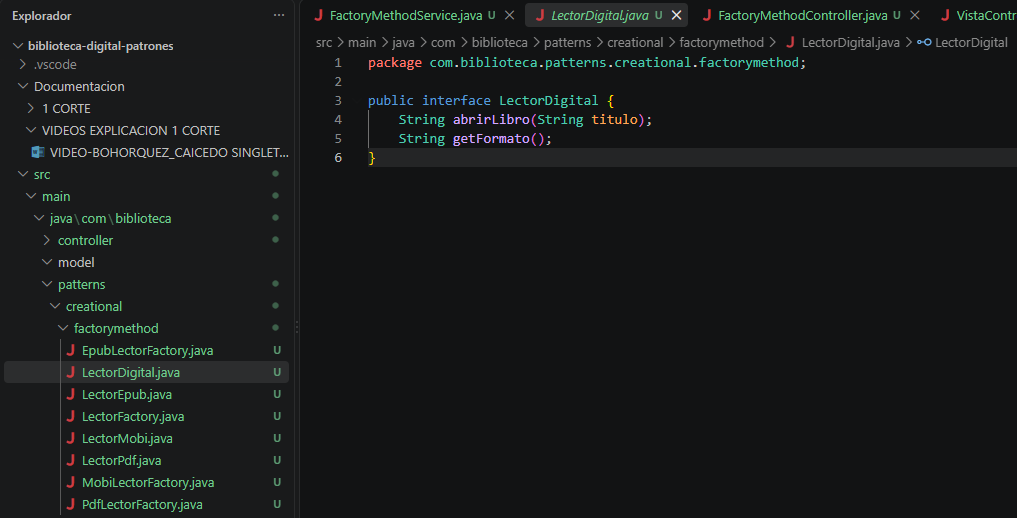 Explorador ...
biblioteca-digital-patrones
.vscode
Documentacion
1 CORTE
VIDEOS EXPLICACION 1 CORTE
VIDEO-BOHORQUEZ_CAICEDO SINGLET...
src
main
java\com\biblioteca
controller
model
patterns
creational
factorymethod
EpubLectorFactory.java U
LectorDigital.java U
LectorEpub.java U
LectorFactory.java U
LectorMobi.java U
LectorPdf.java U
MobiLectorFactory.java U
PdfLectorFactory.java U
J FactoryMethodService.java U J LectorDigital.java U J FactoryMethodController.java U J VistaContr
src > main > java > com > biblioteca > patterns > creational > factorymethod > J LectorDigital.java > LectorDigital
1 package com.biblioteca.patterns.creational.factorymethod;
2
3 public interface LectorDigital {
4 String abrirLibro(String titulo);
5 String getFormato();
6 }